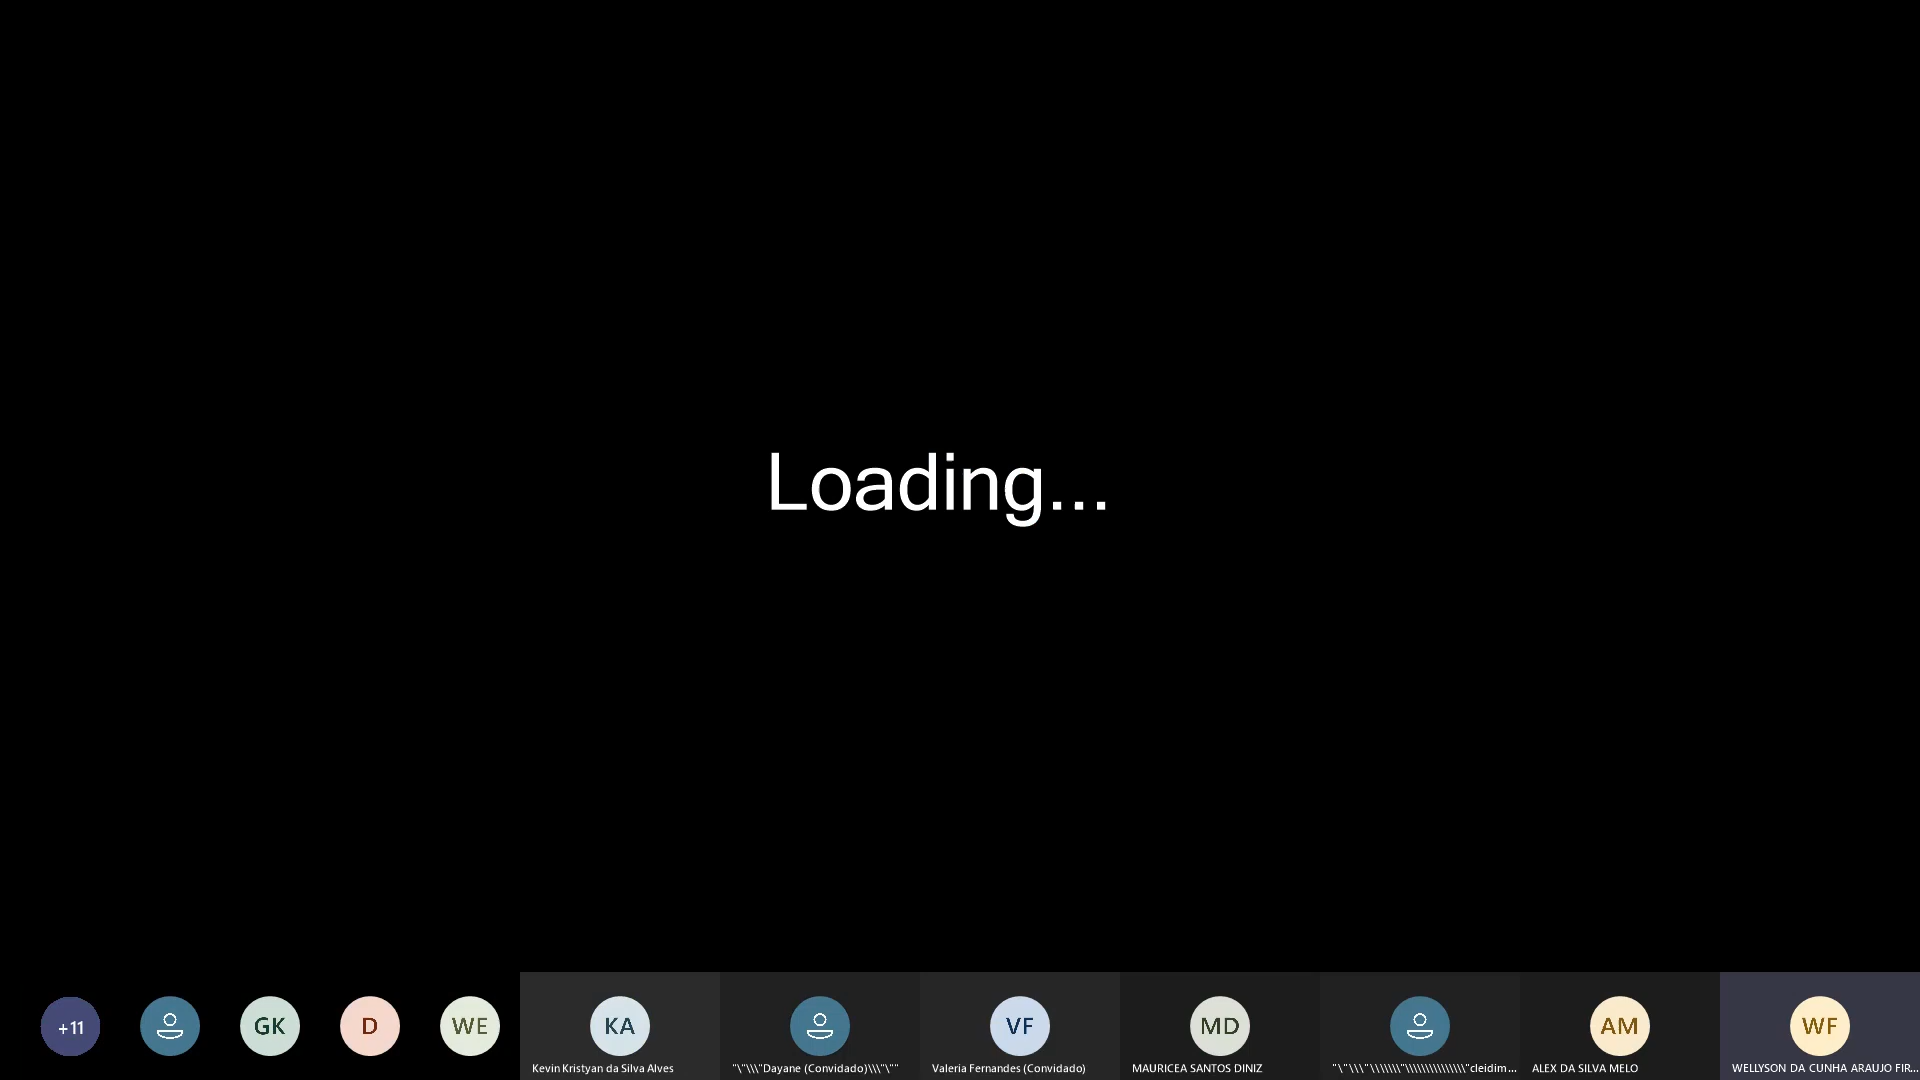 Loading...
+11
GK
D
WE
KA
VF
MD
AM
WF
Kevin Kristyan da Silva Alves
"\"\\\"Dayane (Convidado)\\\"\""
Valeria Fernandes (Convidado)
MAURICEA SANTOS DINIZ
"\"\\\"\\\\\\\"\\\\\\\\\\\\\\\"cleidim...
ALEX DA SILVA MELO
WELLYSON DA CUNHA ARAUJO FIR...